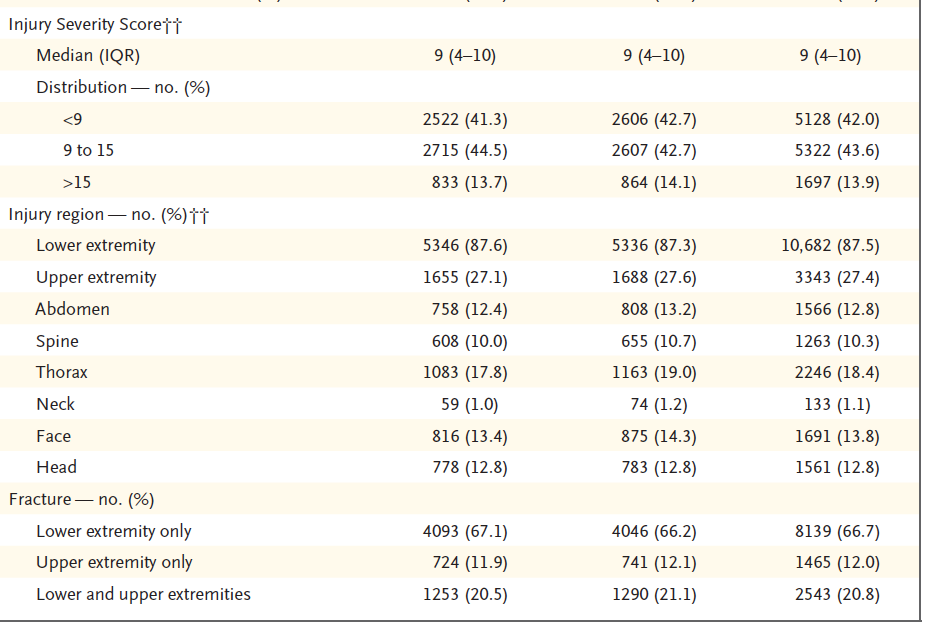 Injury Severity Score††
Median (IQR) 9 (4–10) 9 (4–10) 9 (4–10)
Distribution — no. (%)
<9 2522 (41.3) 2606 (42.7) 5128 (42.0)
9 to 15 2715 (44.5) 2607 (42.7) 5322 (43.6)
>15 833 (13.7) 864 (14.1) 1697 (13.9)
Injury region — no. (%)††
Lower extremity 5346 (87.6) 5336 (87.3) 10,682 (87.5)
Upper extremity 1655 (27.1) 1688 (27.6) 3343 (27.4)
Abdomen 758 (12.4) 808 (13.2) 1566 (12.8)
Spine 608 (10.0) 655 (10.7) 1263 (10.3)
Thorax 1083 (17.8) 1163 (19.0) 2246 (18.4)
Neck 59 (1.0) 74 (1.2) 133 (1.1)
Face 816 (13.4) 875 (14.3) 1691 (13.8)
Head 778 (12.8) 783 (12.8) 1561 (12.8)
Fracture — no. (%)
Lower extremity only 4093 (67.1) 4046 (66.2) 8139 (66.7)
Upper extremity only 724 (11.9) 741 (12.1) 1465 (12.0)
Lower and upper extremities 1253 (20.5) 1290 (21.1) 2543 (20.8)